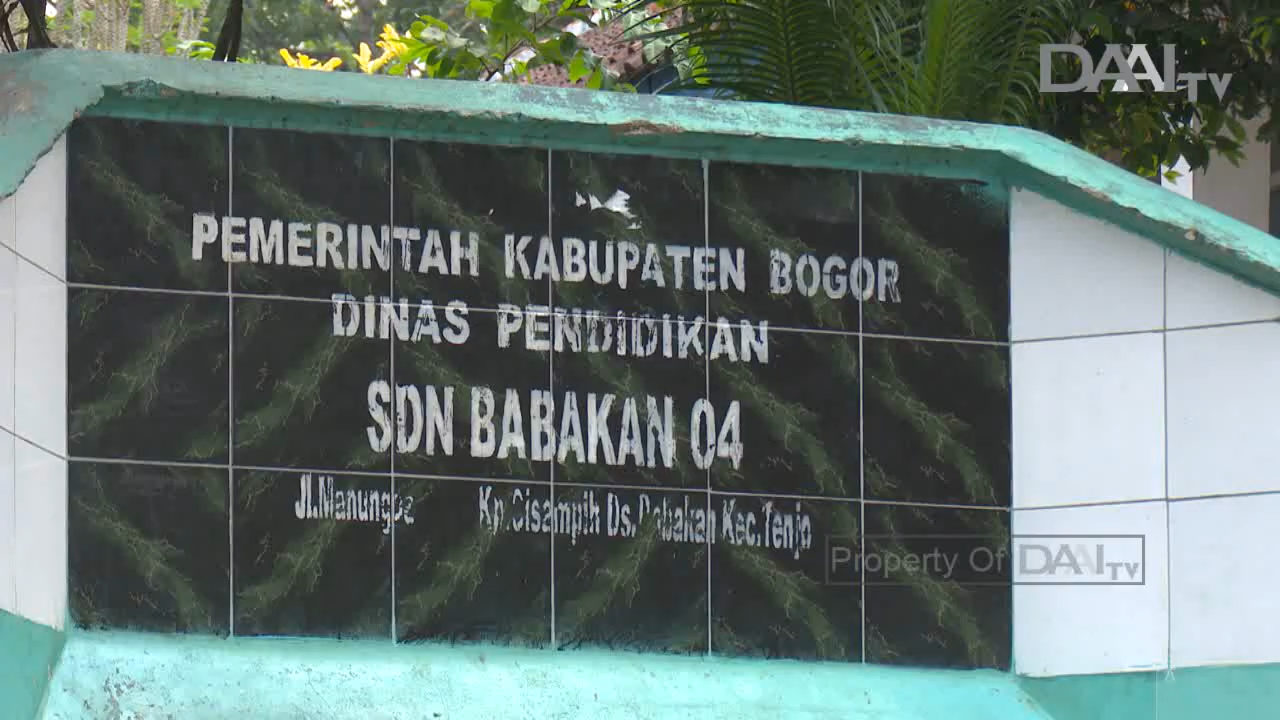 DAAI TV
PEMERINTAH KABUPATEN BOGOR
DINAS PENDIDIKAN
SDN BABAKAN 04
Jl. Kp. Cisampih Ds. Babakan Kec. Tenjo
Property Of DAAI TV